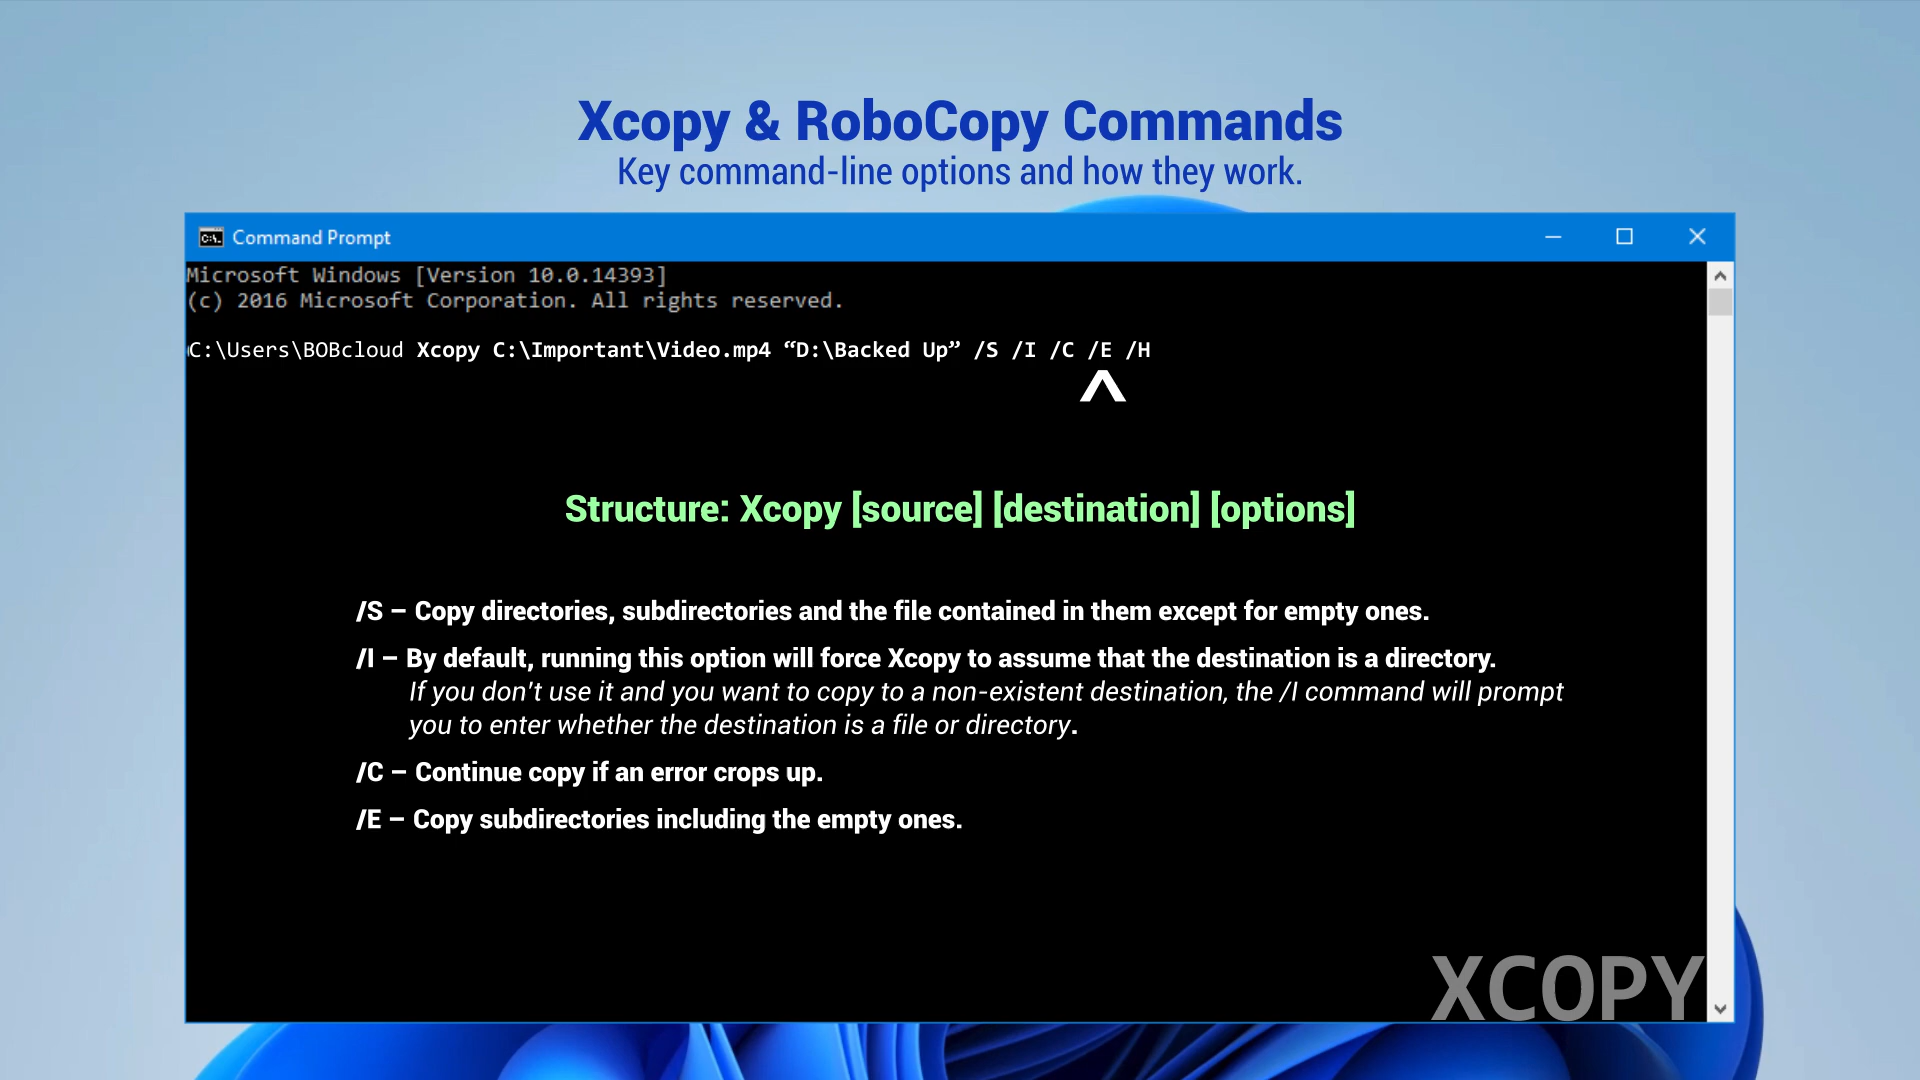 Xcopy & RoboCopy Commands
Key command-line options and how they work.
C:\. Command Prompt
Microsoft Windows [Version 10.0.14393]
(c) 2016 Microsoft Corporation. All rights reserved.
C:\Users\BOBcloud Xcopy C:\Important\Video.mp4 “D:\Backed Up” /S /I /C /E /H
Structure: Xcopy [source] [destination] [options]
/S – Copy directories, subdirectories and the file contained in them except for empty ones.
/I – By default, running this option will force Xcopy to assume that the destination is a directory.
If you don't use it and you want to copy to a non-existent destination, the /I command will prompt
you to enter whether the destination is a file or directory.
/C – Continue copy if an error crops up.
/E – Copy subdirectories including the empty ones.
XCOPY